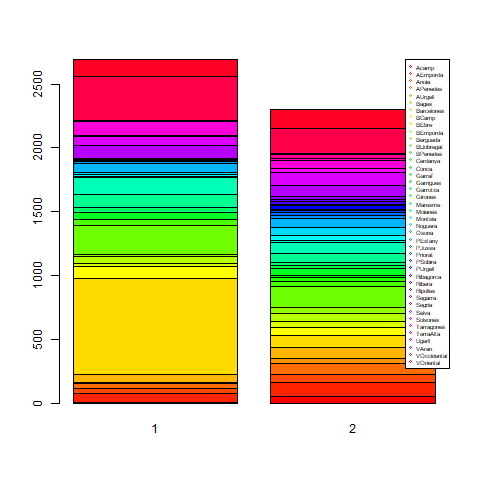 2500
2000
1500
1000
500
0
1
2
Acamp
AEmporda
Anoia
APenedes
AUrgell
Bages
Barcelones
BCamp
BEbre
BEmporda
Bergueda
BLlobregat
BPenedes
Cerdanya
Conca
Garraf
Garrigues
Garrotxa
Girones
Maresme
Moianes
Montsia
Noguera
Osona
PEstany
PJussa
Priorat
PSobira
PUrgell
Ribagorca
Ribera
Ripolles
Segarra
Segria
Selva
Solsones
Tarragones
TerraAlta
Urgell
VAran
VOccidental
VOriental